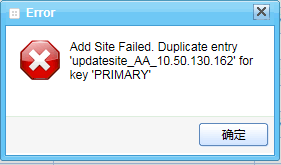 Error
Add Site Failed. Duplicate entry
'updatesite_AA_10.50.130.162' for
key 'PRIMARY'
确定